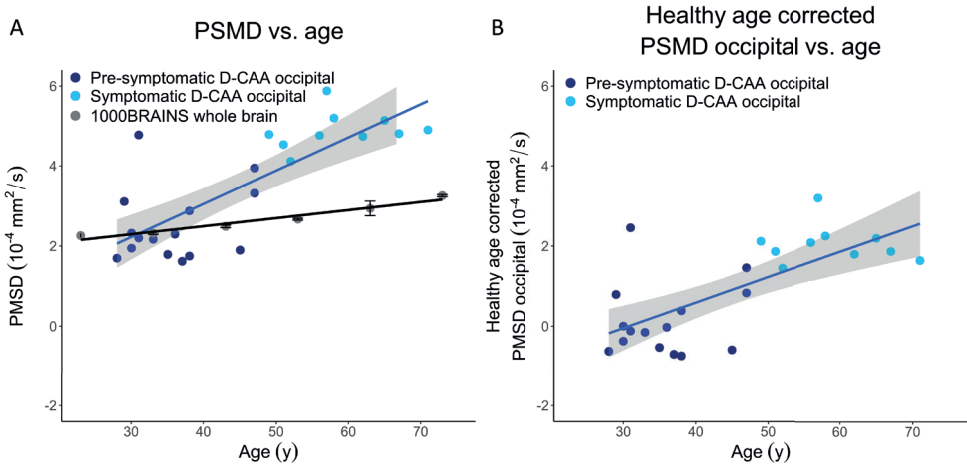 A
PSMD vs. age
Pre-symptomatic D-CAA occipital
Symptomatic D-CAA occipital
1000BRAINS whole brain
PMSD (10⁻⁴ mm²/s)
6
4
2
0
-2
30 40 50 60 70
Age (y)
B
Healthy age corrected
PSMD occipital vs. age
Pre-symptomatic D-CAA occipital
Symptomatic D-CAA occipital
Healthy age corrected
PMSD occipital (10⁻⁴ mm²/s)
6
4
2
0
-2
30 40 50 60 70
Age (y)